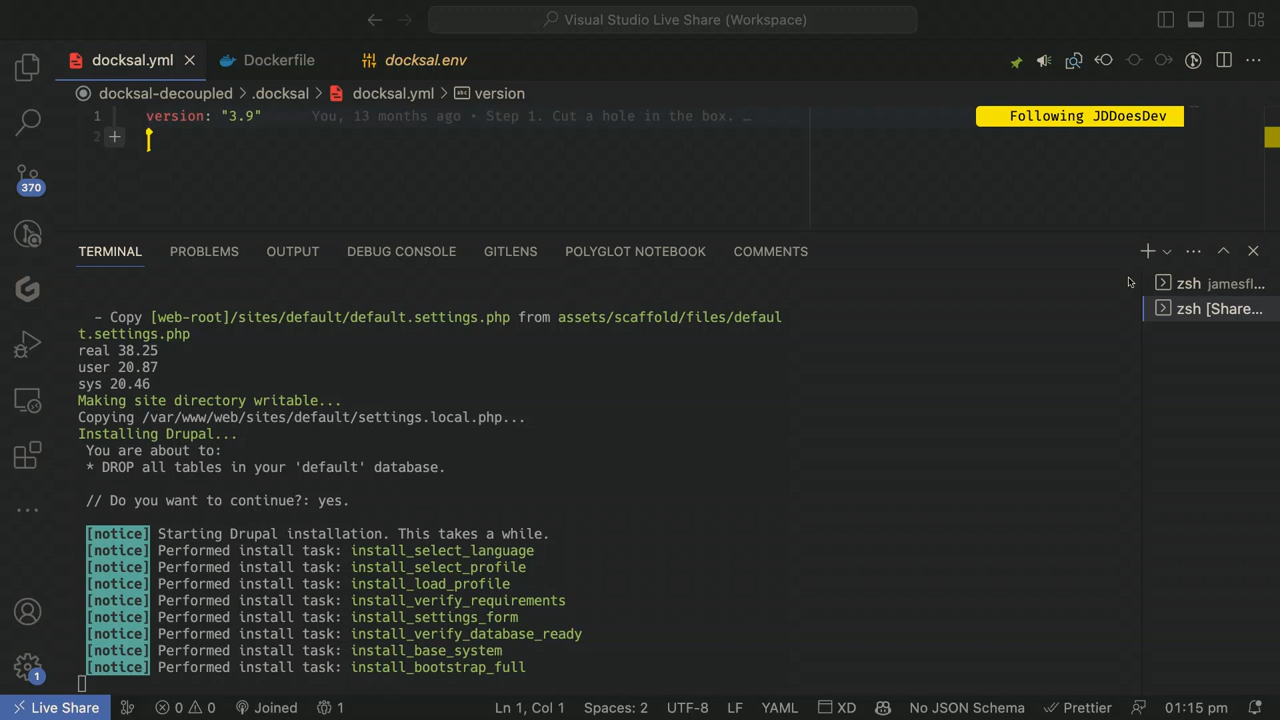 Visual Studio Live Share (Workspace)
docksal.yml
Dockerfile
docksal.env
docksal-decoupled > .docksal > docksal.yml > version
1 version: "3.9" You, 13 months ago • Step 1. Cut a hole in the box. …
Following JDDoesDev
2
370
TERMINAL PROBLEMS OUTPUT DEBUG CONSOLE GITLENS POLYGLOT NOTEBOOK COMMENTS
zsh jamesfl...
zsh [Share...
- Copy [web-root]/sites/default/default.settings.php from assets/scaffold/files/defaul
t.settings.php
real 38.25
user 20.87
sys 20.46
Making site directory writable...
Copying /var/www/web/sites/default/settings.local.php...
Installing Drupal...
You are about to:
* DROP all tables in your 'default' database.
// Do you want to continue?: yes.
[notice] Starting Drupal installation. This takes a while.
[notice] Performed install task: install_select_language
[notice] Performed install task: install_select_profile
[notice] Performed install task: install_load_profile
[notice] Performed install task: install_verify_requirements
[notice] Performed install task: install_settings_form
[notice] Performed install task: install_verify_database_ready
[notice] Performed install task: install_base_system
[notice] Performed install task: install_bootstrap_full
1
Live Share 0 0 Joined 1 Ln 1, Col 1 Spaces: 2 UTF-8 LF YAML XD No JSON Schema Prettier 01:15 pm